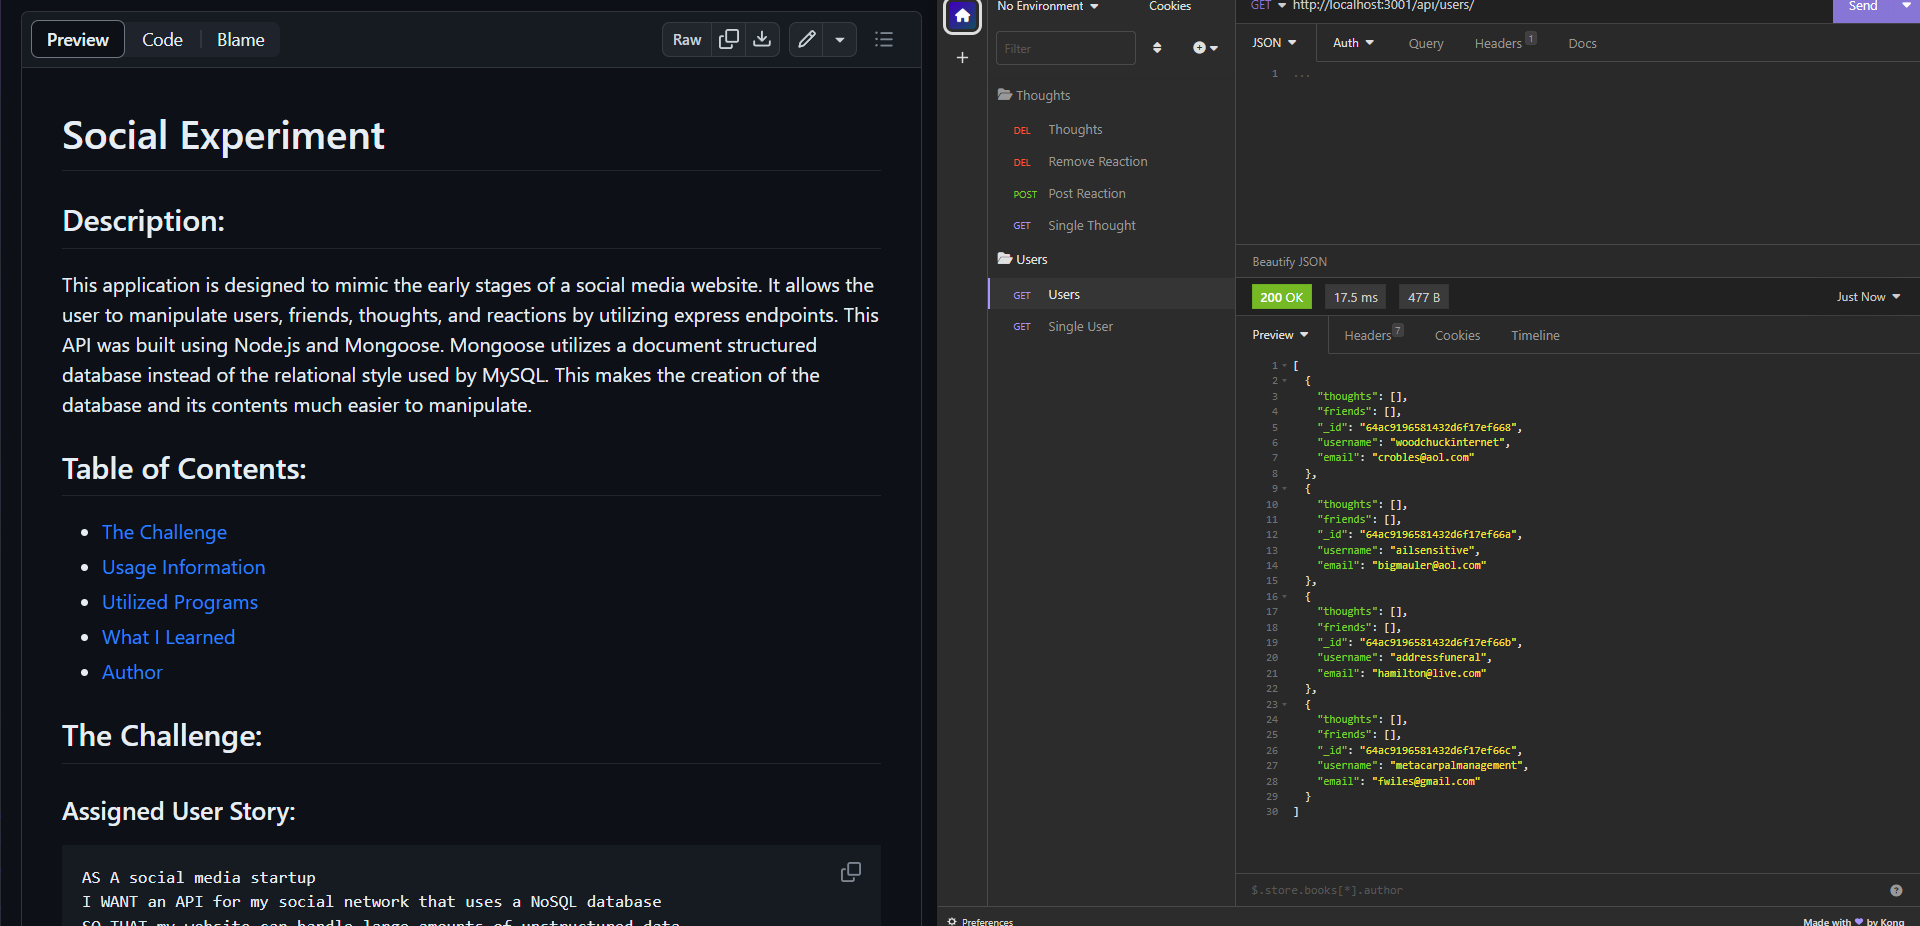 Preview
Code
Blame
Raw
Social Experiment
Description:
This application is designed to mimic the early stages of a social media website. It allows the
user to manipulate users, friends, thoughts, and reactions by utilizing express endpoints. This
API was built using Node.js and Mongoose. Mongoose utilizes a document structured
database instead of the relational style used by MySQL. This makes the creation of the
database and its contents much easier to manipulate.
Table of Contents:
The Challenge
Usage Information
Utilized Programs
What I Learned
Author
The Challenge:
Assigned User Story:
AS A social media startup
I WANT an API for my social network that uses a NoSQL database
SO THAT my website can handle large amounts of unstructured data
No Environment
Cookies
Filter
Thoughts
DEL Thoughts
DEL Remove Reaction
POST Post Reaction
GET Single Thought
Users
GET Users
GET Single User
Preferences
GET http://localhost:3001/api/users/
Send
JSON
Auth
Query
Headers 1
Docs
1 ...
Beautify JSON
200 OK
17.5 ms
477 B
Just Now
Preview
Headers 7
Cookies
Timeline
1 [
2 {
3 "thoughts": [],
4 "friends": [],
5 "_id": "64ac9196581432d6f17ef668",
6 "username": "woodchuckinternet",
7 "email": "crobles@aol.com"
8 },
9 {
10 "thoughts": [],
11 "friends": [],
12 "_id": "64ac9196581432d6f17ef66a",
13 "username": "ailsensitive",
14 "email": "bigmauler@aol.com"
15 },
16 {
17 "thoughts": [],
18 "friends": [],
19 "_id": "64ac9196581432d6f17ef66b",
20 "username": "addressfuneral",
21 "email": "hamilton@live.com"
22 },
23 {
24 "thoughts": [],
25 "friends": [],
26 "_id": "64ac9196581432d6f17ef66c",
27 "username": "metacarpalmanagement",
28 "email": "fwiles@gmail.com"
29 }
30 ]
$.store.books[*].author
Made with ♥ by Kong